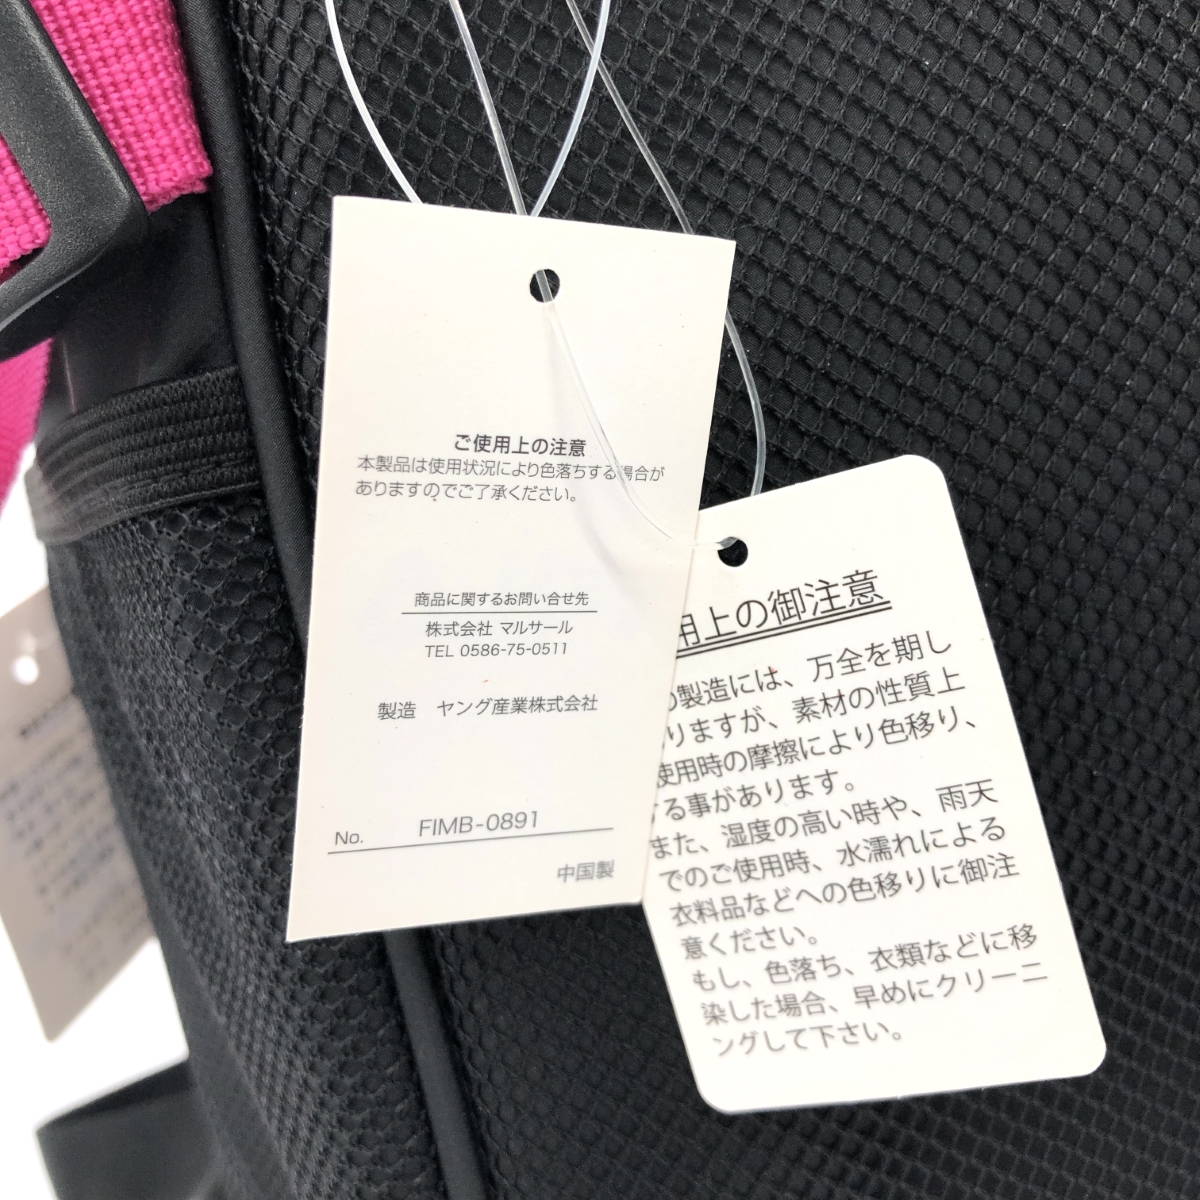 ご使用上の注意
本製品は使用状況により色落ちする場合が
ありますのでご了承ください。
商品に関するお問い合せ先
株式会社 マルサール
TEL 0586-75-0511
製造 ヤング産業株式会社
No. FIMB-0891
中国製
用上の御注意
の製造には、万全を期し
りますが、素材の性質上
使用時の摩擦により色移り、
する事があります。
また、湿度の高い時や、雨天
でのご使用時、水濡れによる
衣料品などへの色移りに御注
意ください。
もし、色落ち、衣類などに移
染した場合、早めにクリーニ
ングして下さい。